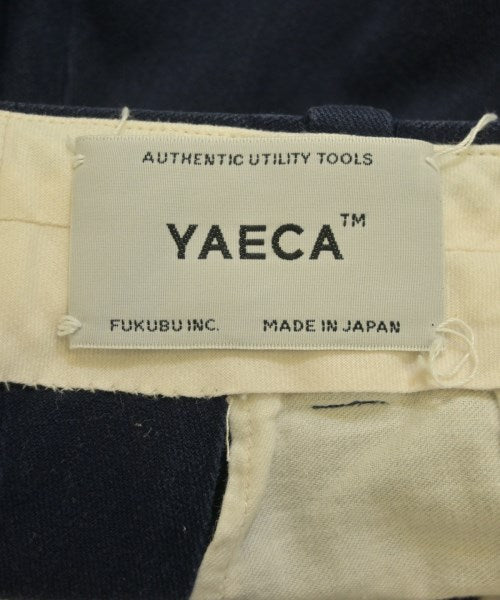 AUTHENTIC UTILITY TOOLS
YAECA™
FUKUBU INC. MADE IN JAPAN